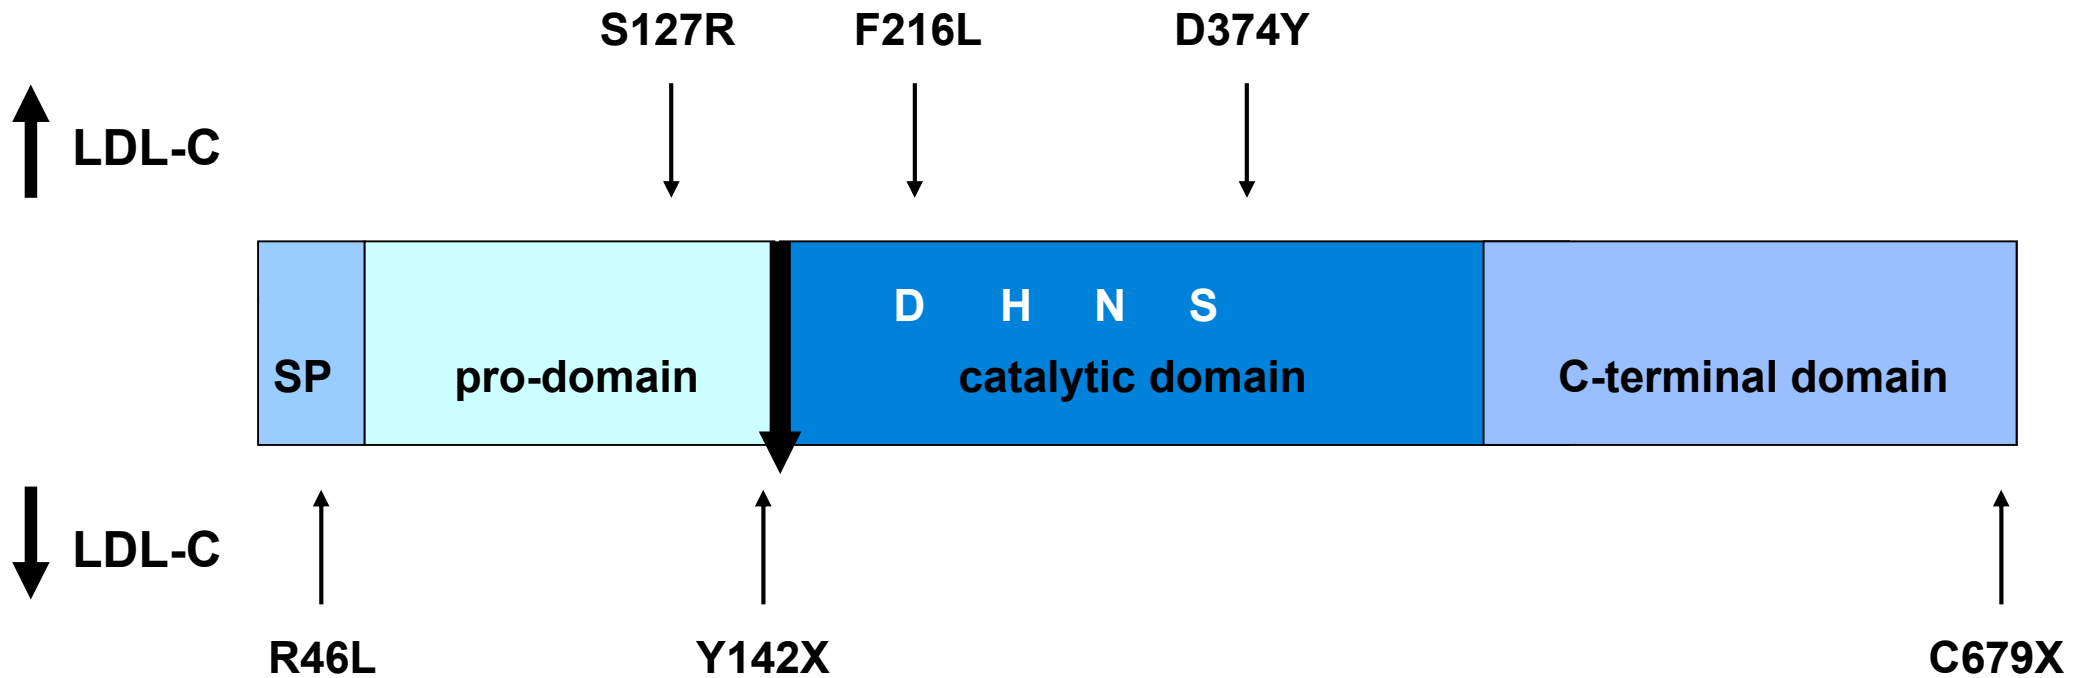 S127R F216L D374Y
LDL-C
D H N S
SP pro-domain catalytic domain C-terminal domain
LDL-C
R46L Y142X C679X